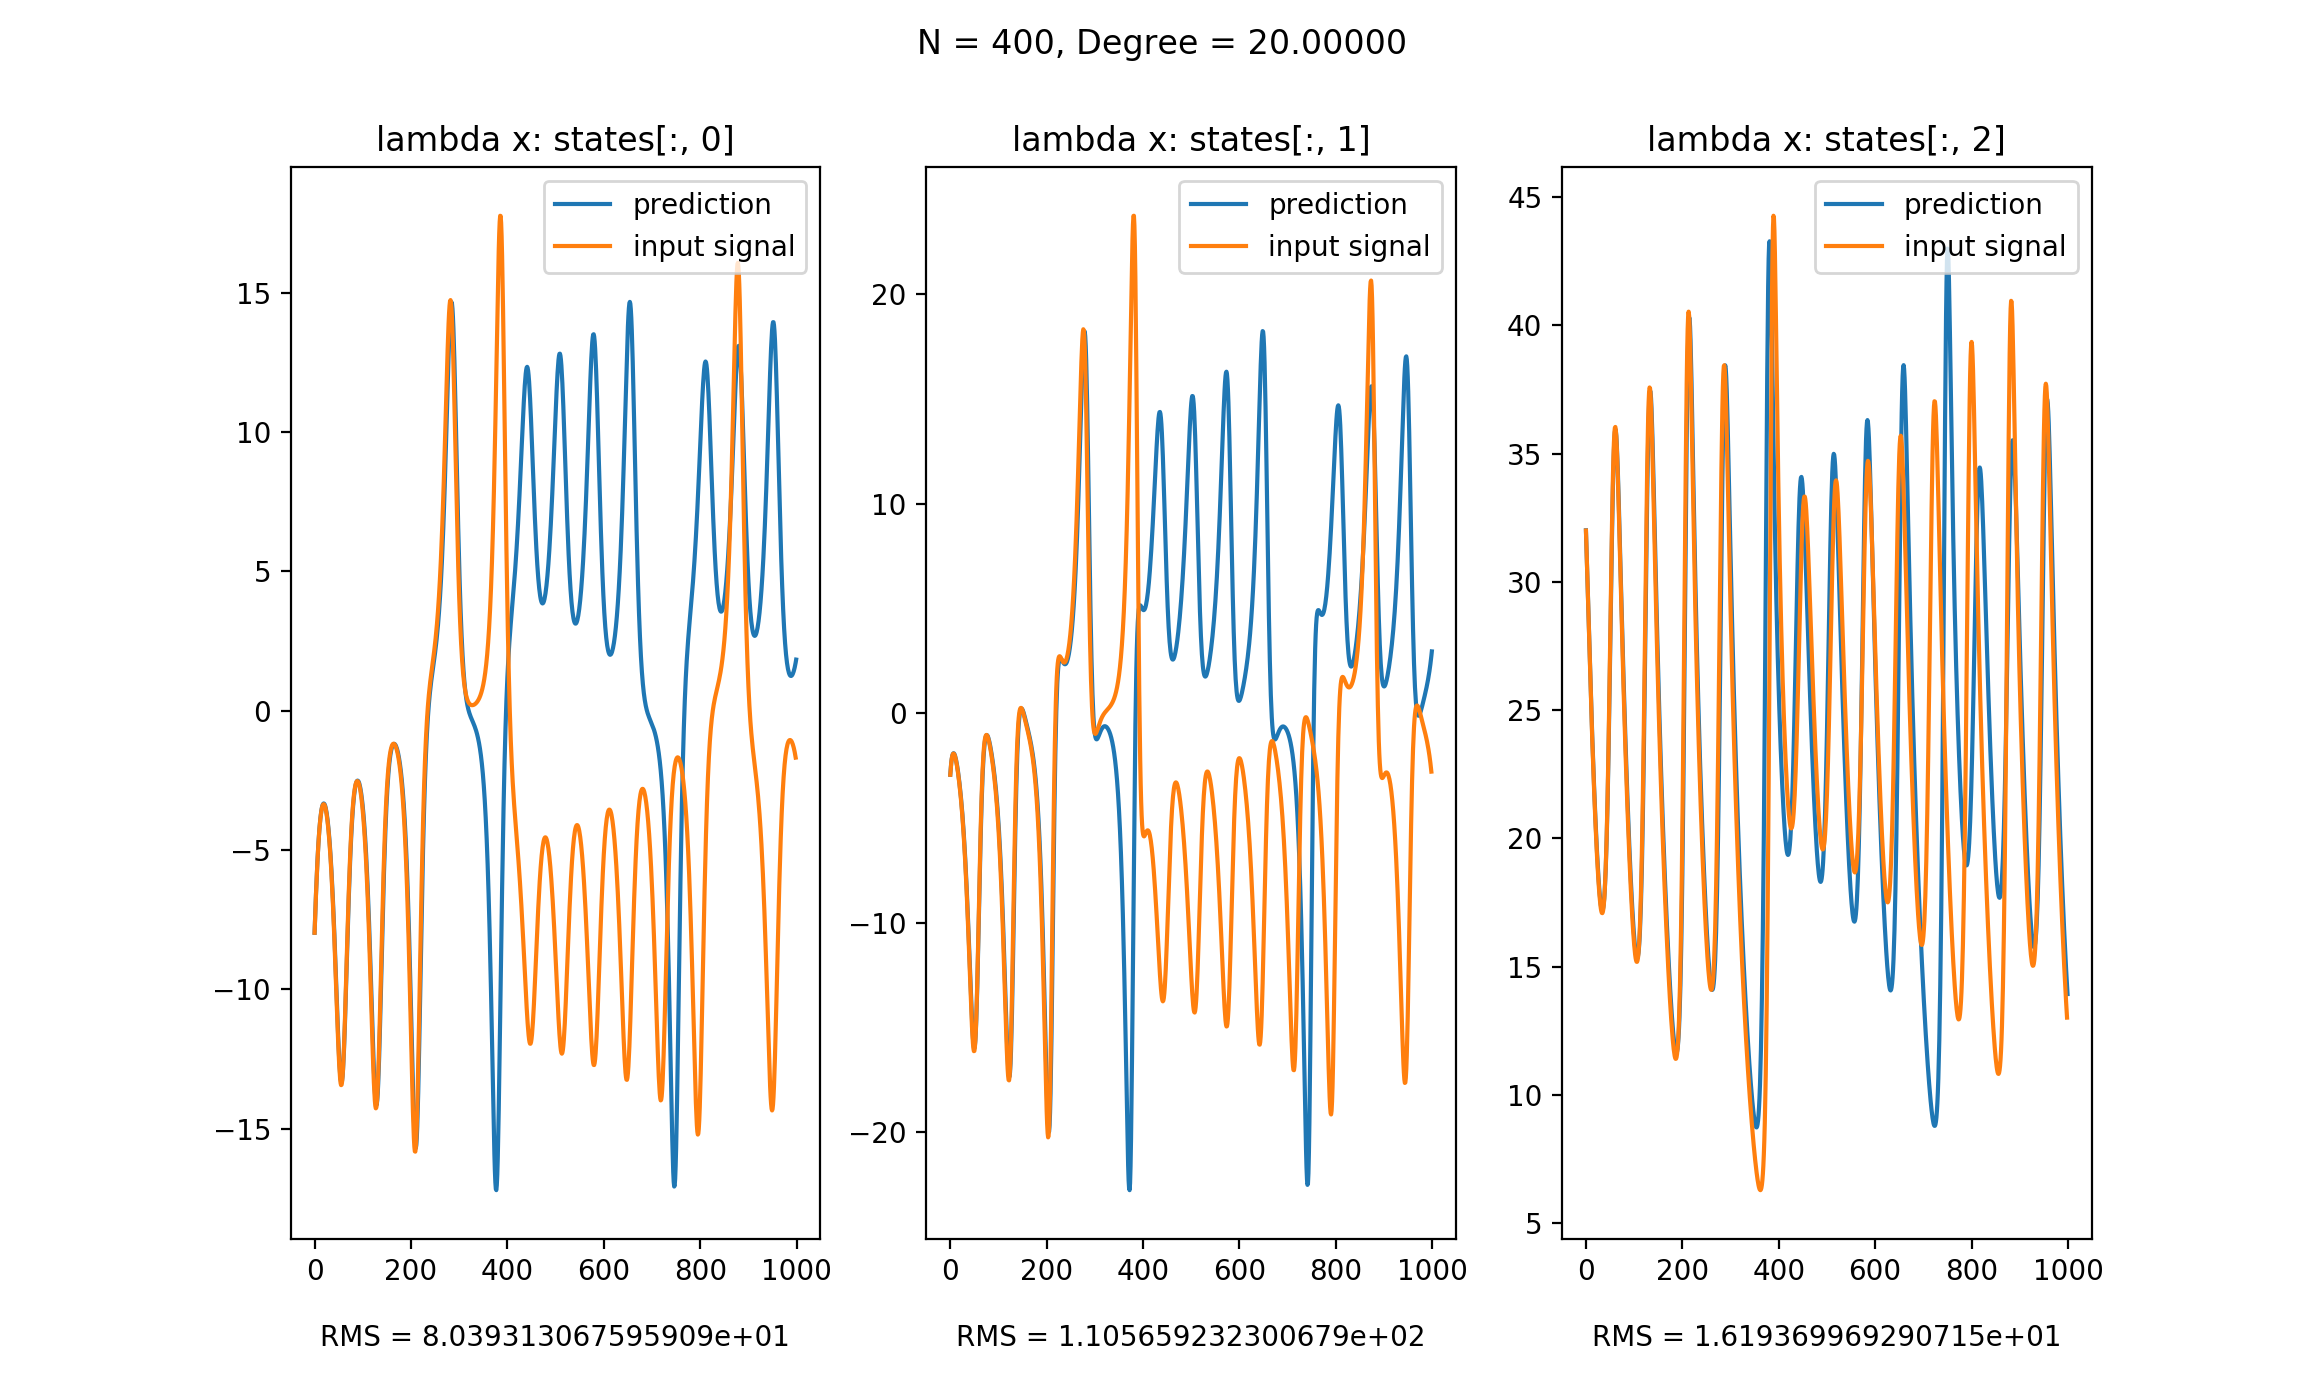 N = 400, Degree = 20.00000
lambda x: states[:, 0]
prediction
input signal
15
10
5
0
−5
−10
−15
0 200 400 600 800 1000
RMS = 8.039313067595909e+01
lambda x: states[:, 1]
prediction
input signal
20
10
0
−10
−20
0 200 400 600 800 1000
RMS = 1.105659232300679e+02
lambda x: states[:, 2]
prediction
input signal
45
40
35
30
25
20
15
10
5
0 200 400 600 800 1000
RMS = 1.619369969290715e+01